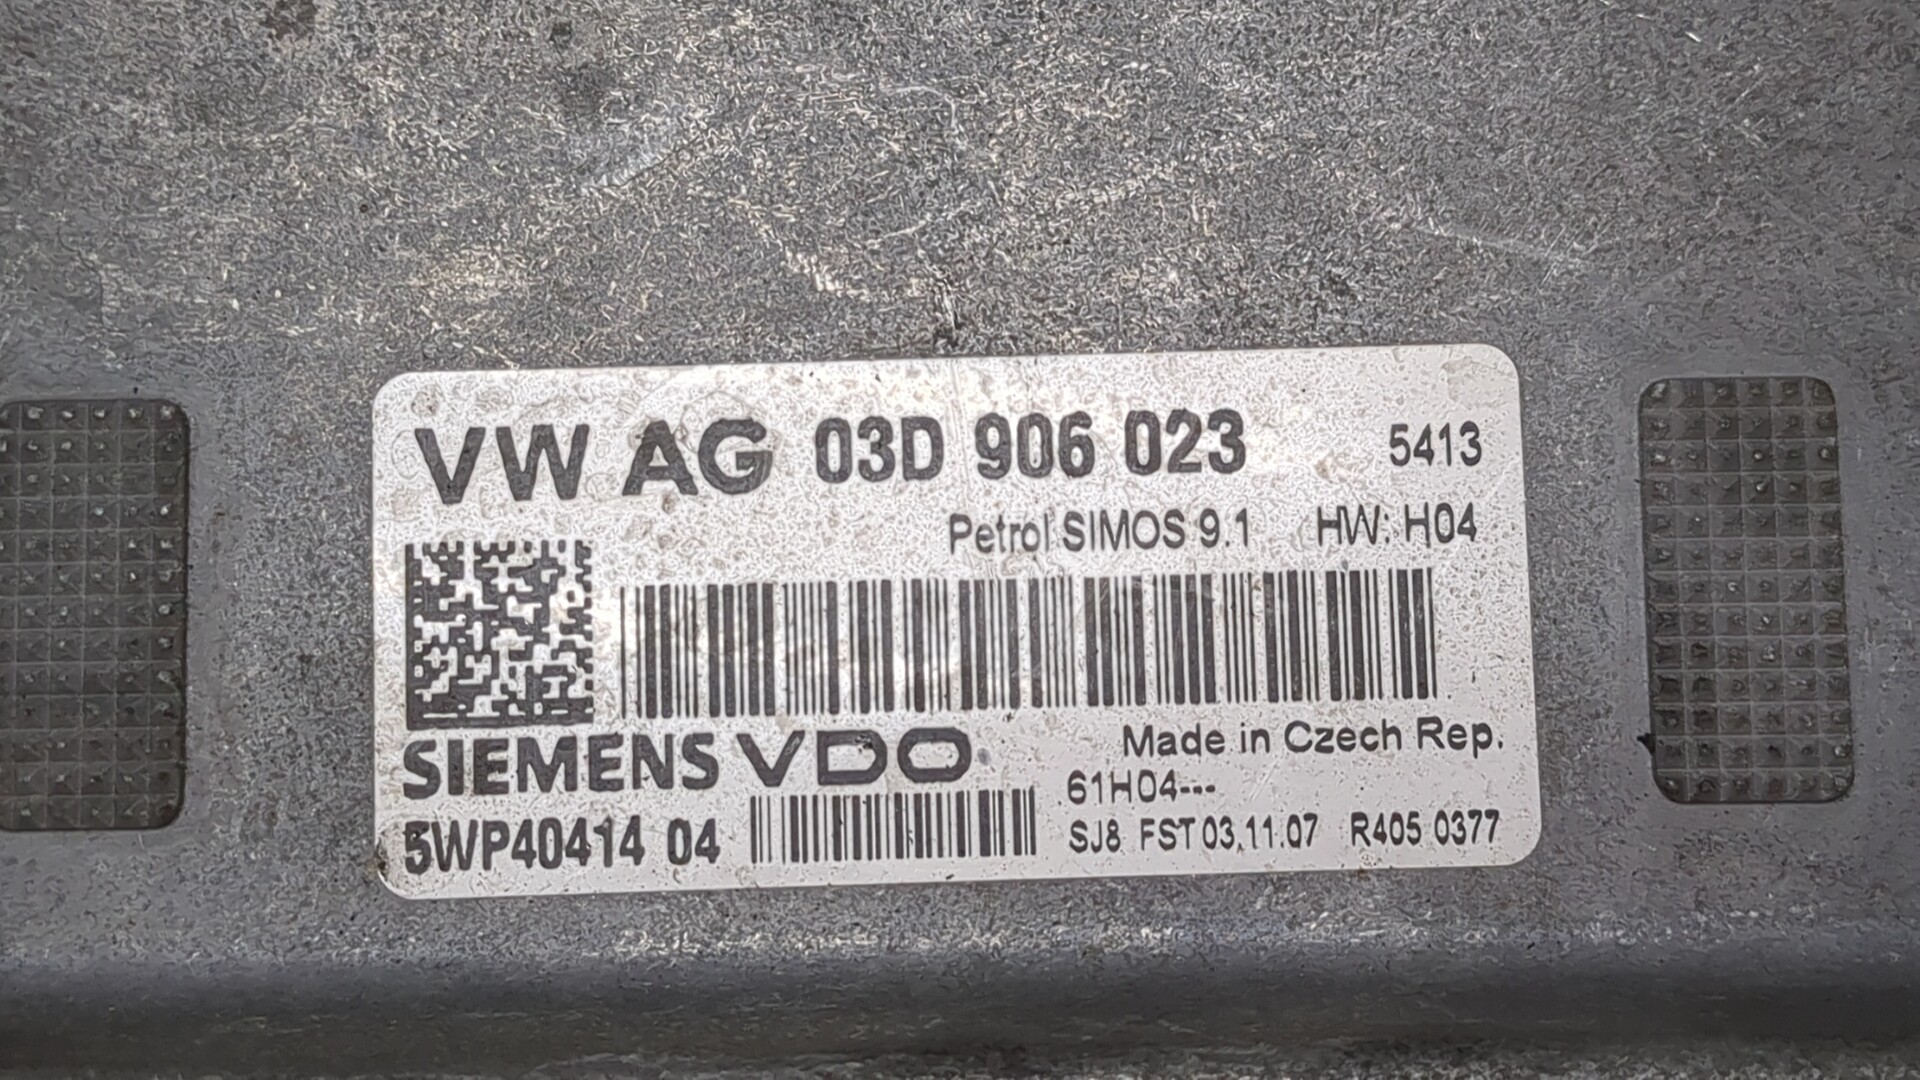 VW AG 03D 906 023 5413
Petrol SIMOS 9.1 HW: H04
SIEMENS VDO Made in Czech Rep.
61H04---
5WP40414 04 SJ8 FST 03.11.07 R405 0377